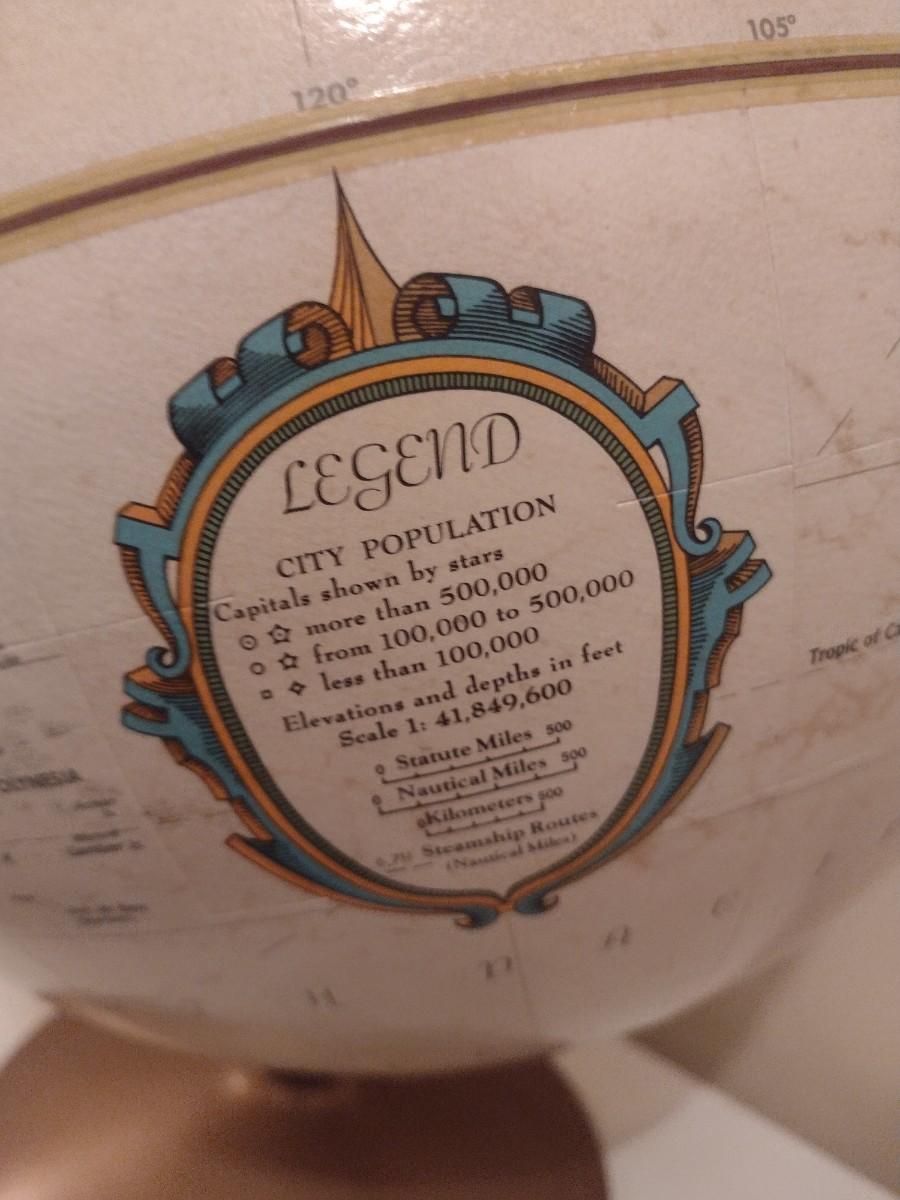 105°
120°
LEGEND
CITY POPULATION
Capitals shown by stars
more than 500,000
from 100,000 to 500,000
less than 100,000
Elevations and depths in feet
Scale 1: 41,849,600
0 Statute Miles 500
0 Nautical Miles 500
0 Kilometers 500
Steamship Routes
(Nautical Miles)
Tropic of